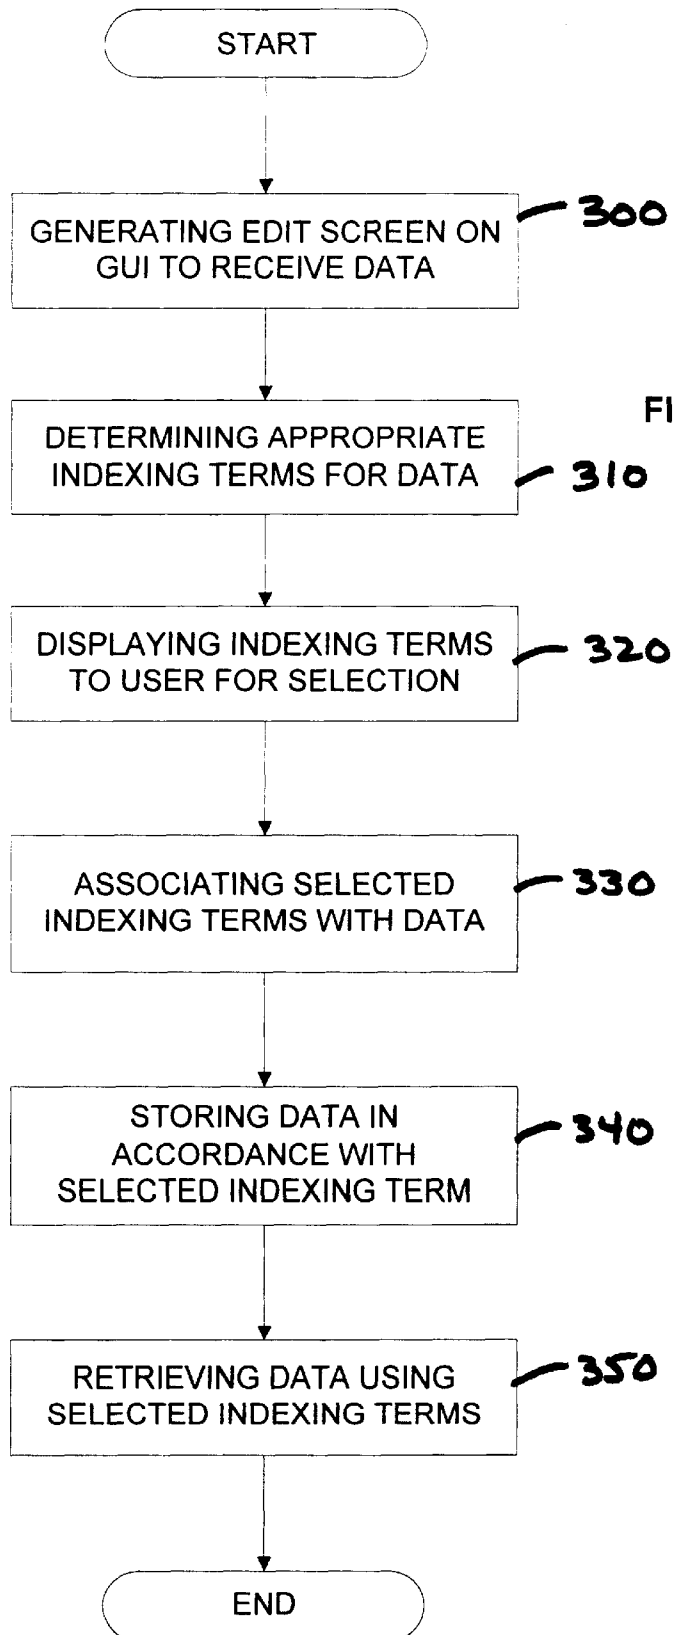 START
GENERATING EDIT SCREEN ON
GUI TO RECEIVE DATA
300
FI
DETERMINING APPROPRIATE
INDEXING TERMS FOR DATA
310
DISPLAYING INDEXING TERMS
TO USER FOR SELECTION
320
ASSOCIATING SELECTED
INDEXING TERMS WITH DATA
330
STORING DATA IN
ACCORDANCE WITH
SELECTED INDEXING TERM
340
RETRIEVING DATA USING
SELECTED INDEXING TERMS
350
END